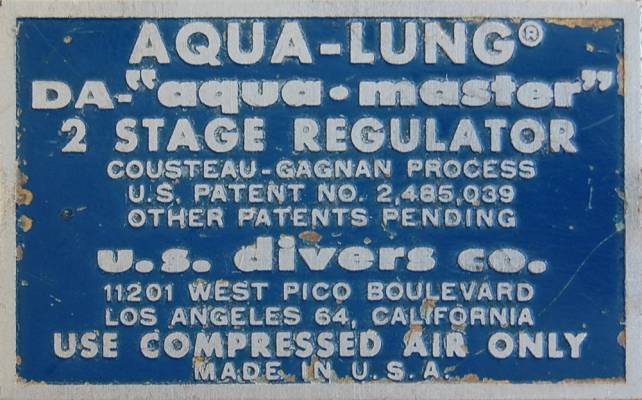 AQUA-LUNG®
DA-"aqua•master"
2 STAGE REGULATOR
COUSTEAU-GAGNAN PROCESS
U.S. PATENT NO. 2,485,039
OTHER PATENTS PENDING
u.s. divers co.
11201 WEST PICO BOULEVARD
LOS ANGELES 64, CALIFORNIA
USE COMPRESSED AIR ONLY
MADE IN U.S.A.